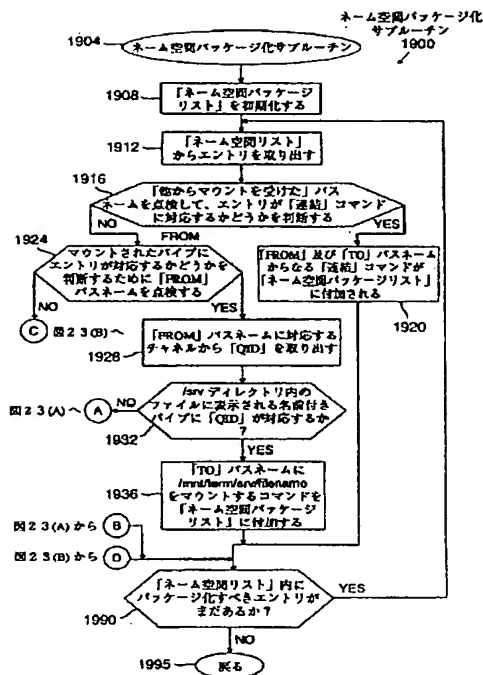 ネーム空間パッケージ化
サブルーチン
1900
1904
ネーム空間パッケージ化サブルーチン
1908
「ネーム空間パッケージ
リスト」を初期化する
1912
「ネーム空間リスト」
からエントリを取り出す
1916
「他からマウントを受けた」パス
ネームを点検して、エントリが「連結」コマンド
に対応するかどうかを判断する
NO
YES
FROM
1924
マウントされたパイプに
エントリが対応するかどうかを
判断するために「FROM」
パスネームを点検する
「FROM」及び「TO」パスネーム
からなる「連結」コマンドが
「ネーム空間パッケージリスト」
に付加される
1920
NO
YES
C 図23(B)へ
1928
「FROM」パスネームに対応する
チャネルから「QID」を取り出す
図23(A)へ A
NO
/srv ディレクトリ内の
ファイルに表示される名前付き
パイプに「QID」が対応するか
?
1932
YES
1936
「TO」パスネームに
/mnt/term/srv/filename
をマウントするコマンドを
「ネーム空間パッケージ
リスト」に付加する
図23(A)から B
図23(B)から D
「ネーム空間リスト」内に
パッケージ化すべきエントリが
まだあるか?
YES
1990
NO
1995
戻る